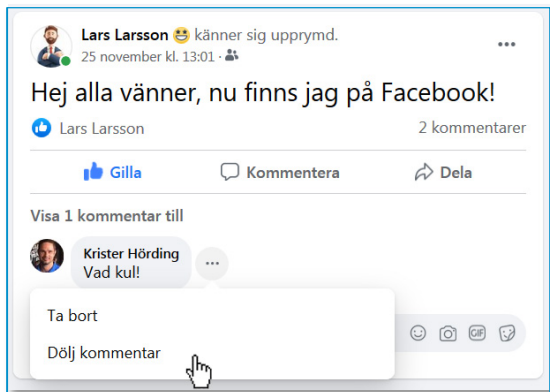 Lars Larsson 😀 känner sig upprymd.
25 november kl. 13:01 ·
Hej alla vänner, nu finns jag på Facebook!
Lars Larsson 2 kommentarer
Gilla Kommentera Dela
Visa 1 kommentar till
Krister Hörding
Vad kul!
Ta bort
Dölj kommentar
GIF